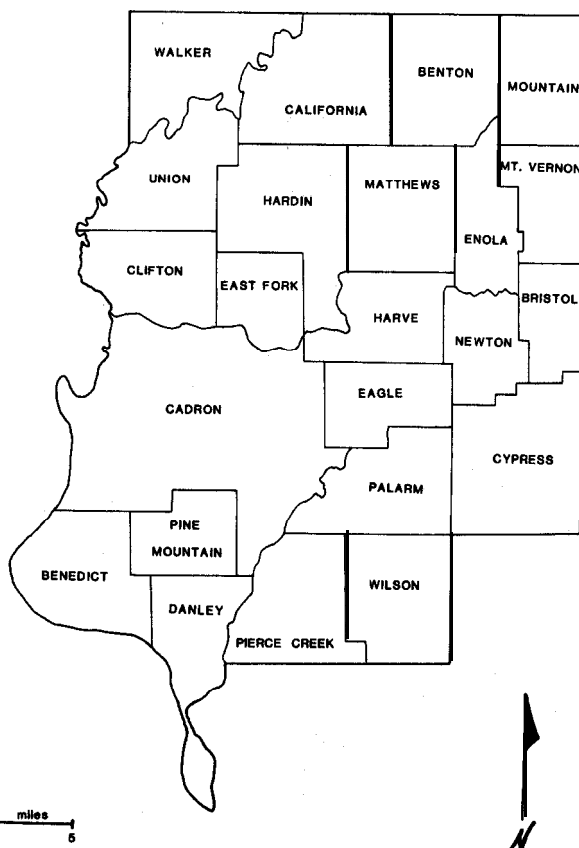 WALKER
BENTON
MOUNTAIN
CALIFORNIA
MT. VERNON
UNION
MATTHEWS
HARDIN
ENOLA
CLIFTON
EAST FORK
BRISTOL
HARVE
NEWTON
EAGLE
CADRON
CYPRESS
PALARM
PINE
MOUNTAIN
BENEDICT
WILSON
DANLEY
PIERCE CREEK
miles
5
N